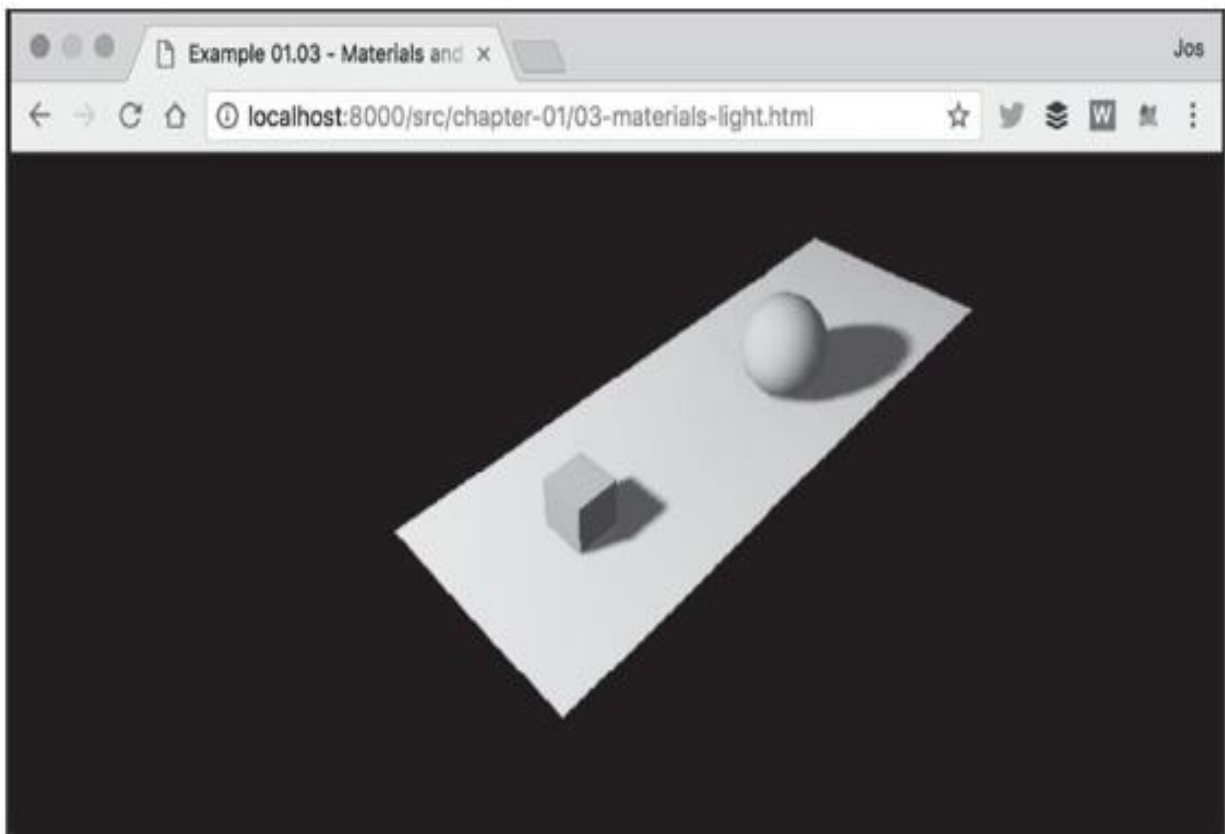 Example 01.03 - Materials and
Jos
localhost:8000/src/chapter-01/03-materials-light.html
W